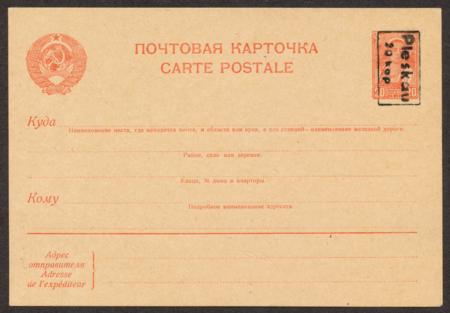 ПОЧТОВАЯ КАРТОЧКА
CARTE POSTALE
Pleskau
20
Куда
Наименование места, где находится почта, и области или края, а для станций—наименование железной дороги.
Район, село или деревня.
Улица, № дома и квартиры.
Кому
Подробное наименование адресата.
Адрес
отправителя
Adresse
de l'expéditeur